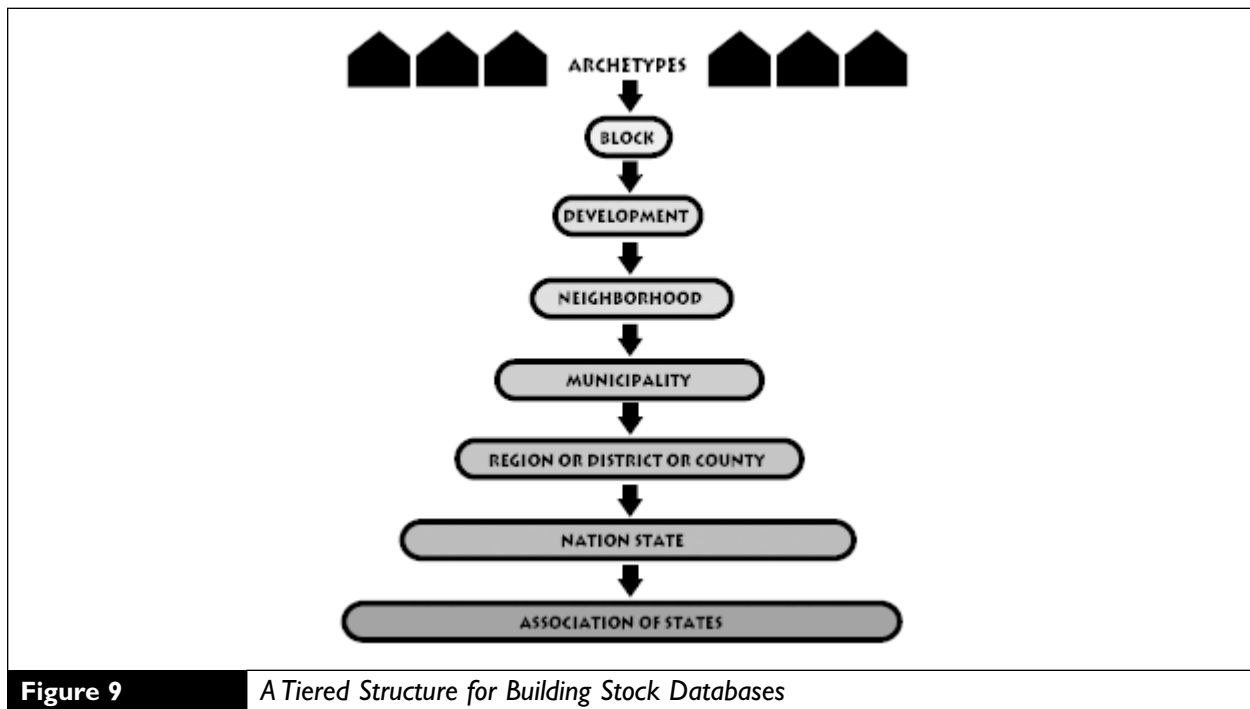 ARCHETYPES
BLOCK
DEVELOPMENT
NEIGHBORHOOD
MUNICIPALITY
REGION OR DISTRICT OR COUNTY
NATION STATE
ASSOCIATION OF STATES
Figure 9 A Tiered Structure for Building Stock Databases